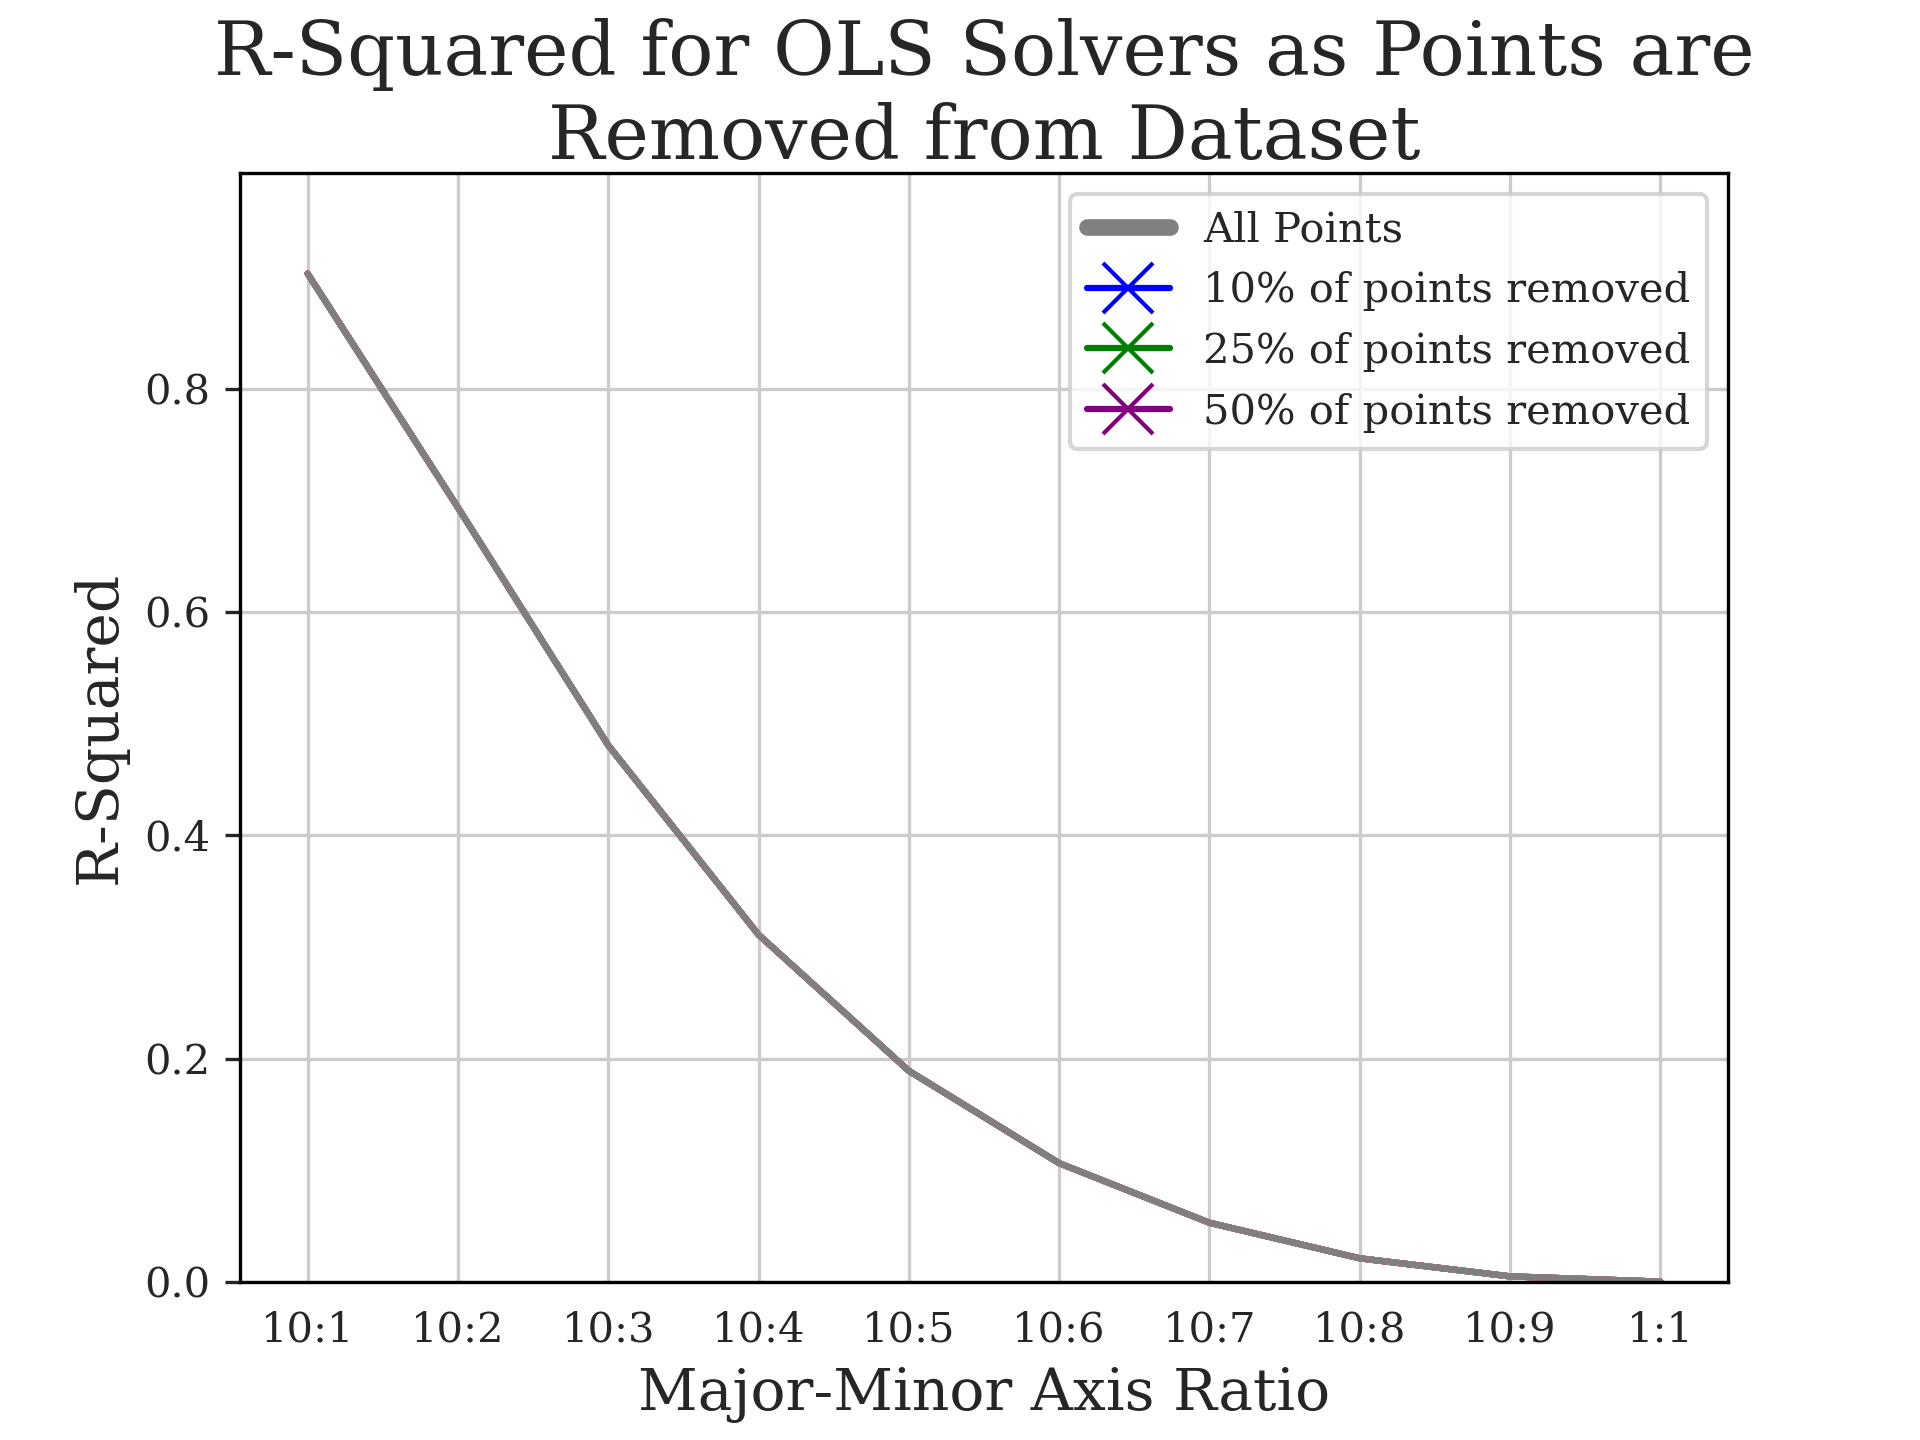 R-Squared for OLS Solvers as Points are
Removed from Dataset
All Points
10% of points removed
25% of points removed
50% of points removed
R-Squared
0.8
0.6
0.4
0.2
0.0
10:1 10:2 10:3 10:4 10:5 10:6 10:7 10:8 10:9 1:1
Major-Minor Axis Ratio